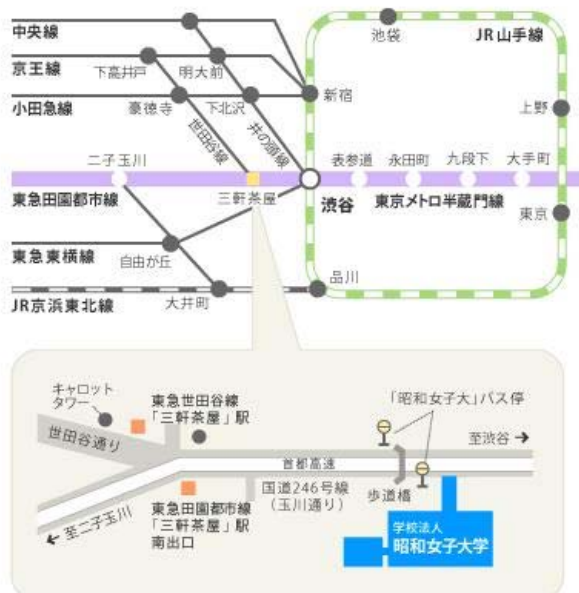 中央線
池袋
JR山手線
京王線
下高井戸
明大前
新宿
小田急線
豪徳寺
下北沢
上野
世田谷線
井の頭線
二子玉川
表参道
永田町
九段下
大手町
東急田園都市線
三軒茶屋
渋谷
東京メトロ半蔵門線
東京
東急東横線
自由が丘
品川
JR京浜東北線
大井町
キャロット
タワー
東急世田谷線
「三軒茶屋」駅
「昭和女子大」バス停
世田谷通り
至渋谷→
首都高速
国道246号線
(玉川通り)
歩道橋
東急田園都市線
「三軒茶屋」駅
南出口
←至二子玉川
学校法人
昭和女子大学